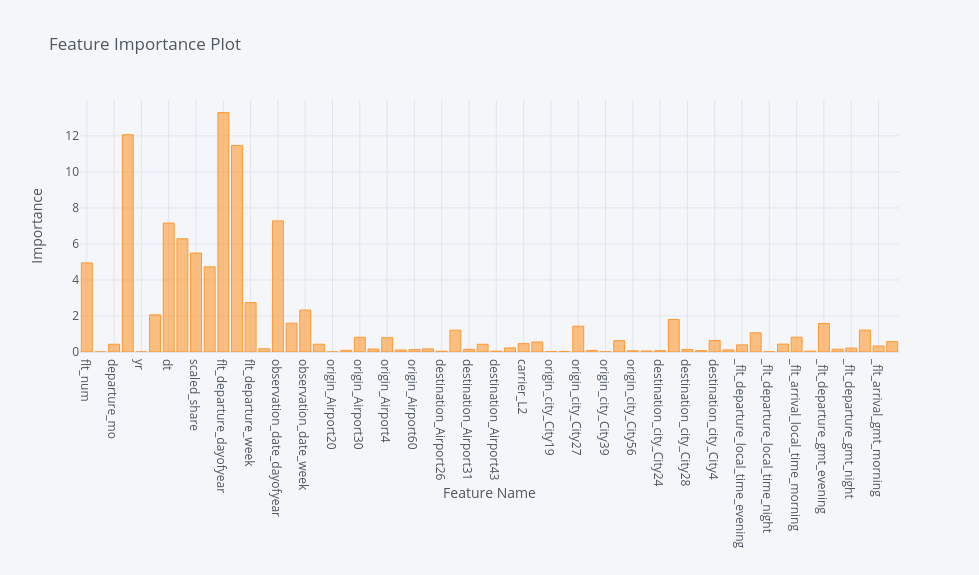 Feature Importance Plot
Importance
12
10
8
6
4
2
0
flt_num
departure_mo
yr
dt
scaled_share
flt_departure_dayofyear
flt_departure_week
observation_date_dayofyear
observation_date_week
origin_Airport20
origin_Airport30
origin_Airport4
origin_Airport60
destination_Airport26
destination_Airport31
destination_Airport43
carrier_L2
origin_city_City19
origin_city_City27
origin_city_City39
origin_city_City56
destination_city_City24
destination_city_City28
destination_city_City4
_flt_departure_local_time_evening
_flt_departure_local_time_night
_flt_arrival_local_time_morning
_flt_departure_gmt_evening
_flt_departure_gmt_night
_flt_arrival_gmt_morning
Feature Name